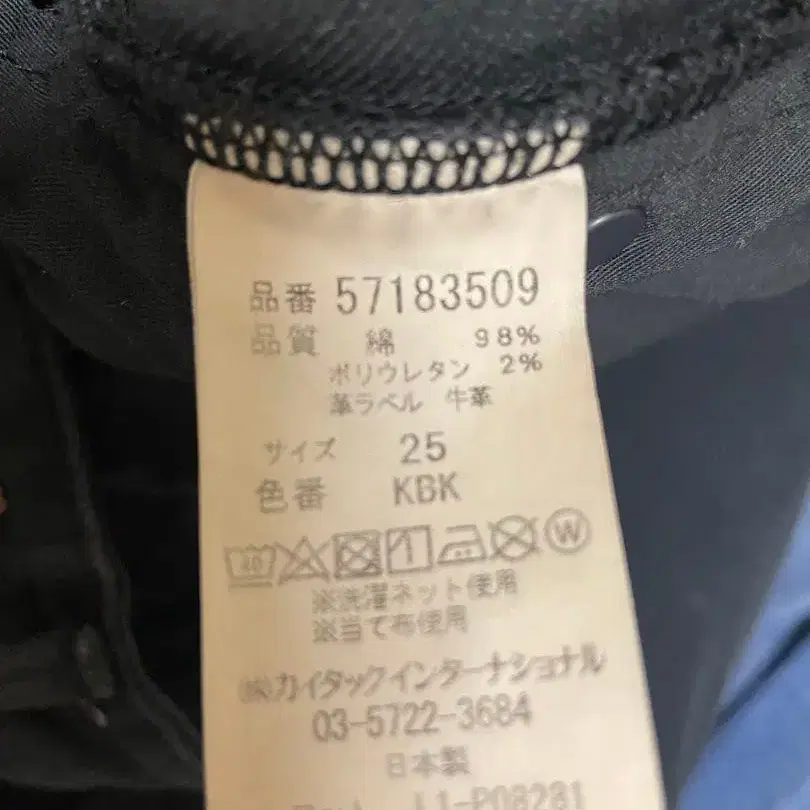 品番 57183509
品質 綿 98%
ポリウレタン 2%
革ラベル 牛革
サイズ 25
色番 KBK
40 W
※洗濯ネット使用
※当て布使用
㈱カイタックインターナショナル
03-5722-3684
日本製
L1-P08281